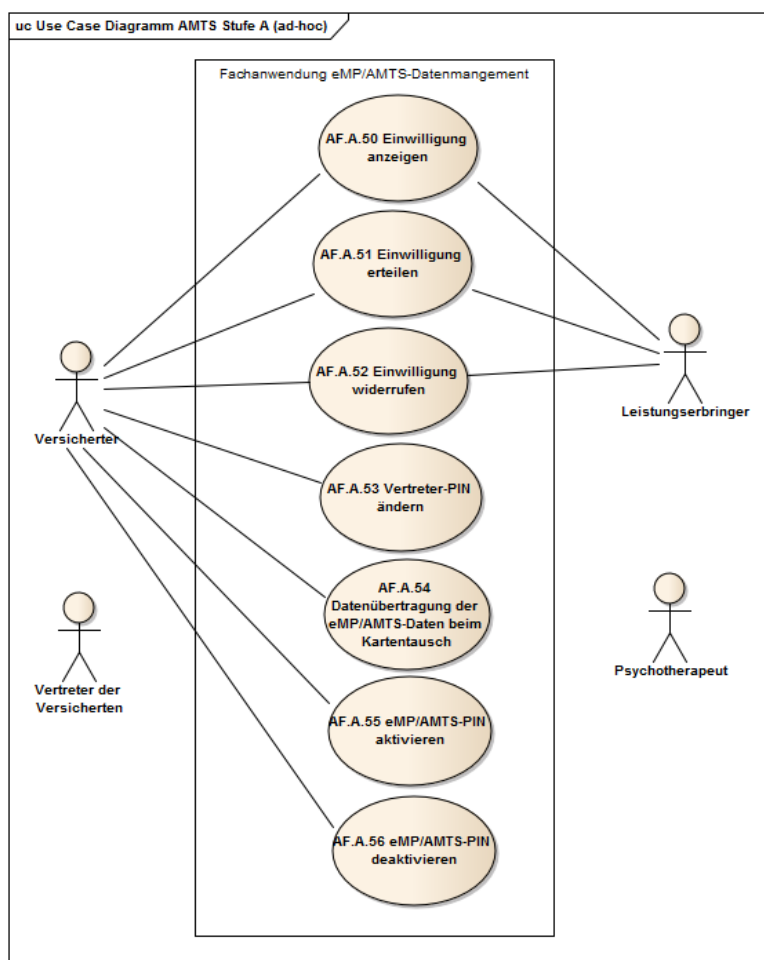 uc Use Case Diagramm AMTS Stufe A (ad-hoc)
Fachanwendung eMP/AMTS-Datenmangement
AF.A.50 Einwilligung
anzeigen
AF.A.51 Einwilligung
erteilen
AF.A.52 Einwilligung
widerrufen
Versicherter
Leistungserbringer
AF.A.53 Vertreter-PIN
ändern
AF.A.54
Datenübertragung der
eMP/AMTS-Daten beim
Kartentausch
Vertreter der
Versicherten
Psychotherapeut
AF.A.55 eMP/AMTS-PIN
aktivieren
AF.A.56 eMP/AMTS-PIN
deaktivieren